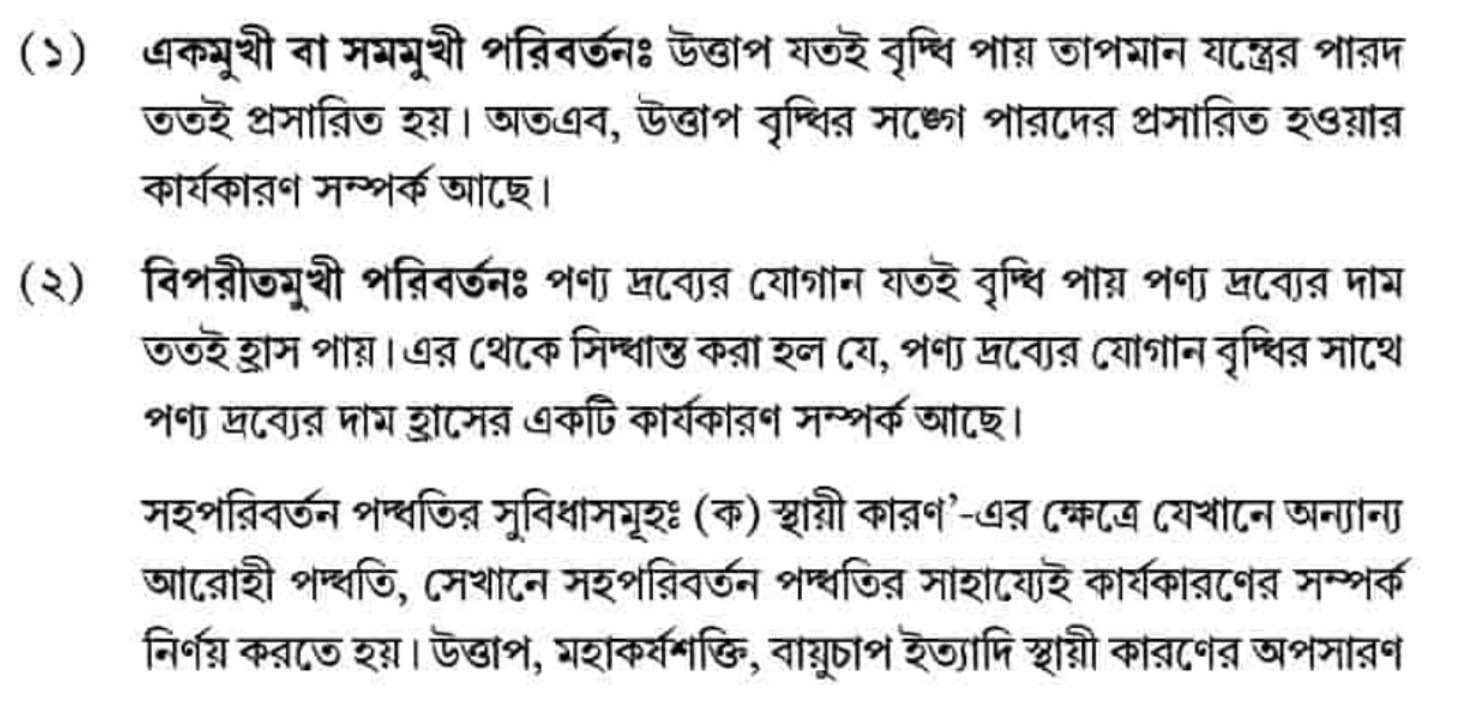 (১) একমুখী বা সমমুখী পরিবর্তনঃ উত্তাপ যতই বৃদ্ধি পায় তাপমান যন্ত্রের পারদ
ততই প্রসারিত হয়। অতএব, উত্তাপ বৃদ্ধির সঙ্গে পারদের প্রসারিত হওয়ার
কার্যকারণ সম্পর্ক আছে।
(২) বিপরীতমুখী পরিবর্তনঃ পণ্য দ্রব্যের যোগান যতই বৃদ্ধি পায় পণ্য দ্রব্যের দাম
ততই হ্রাস পায়। এর থেকে সিদ্ধান্ত করা হল যে, পণ্য দ্রব্যের যোগান বৃদ্ধির সাথে
পণ্য দ্রব্যের দাম হ্রাসের একটি কার্যকারণ সম্পর্ক আছে।
সহপরিবর্তন পদ্ধতির সুবিধাসমূহঃ (ক) স্থায়ী কারণ’-এর ক্ষেত্রে যেখানে অন্যান্য
আরোহী পদ্ধতি, সেখানে সহপরিবর্তন পদ্ধতির সাহায্যেই কার্যকারণের সম্পর্ক
নির্ণয় করতে হয়। উত্তাপ, মহাকর্ষশক্তি, বায়ুচাপ ইত্যাদি স্থায়ী কারণের অপসারণ